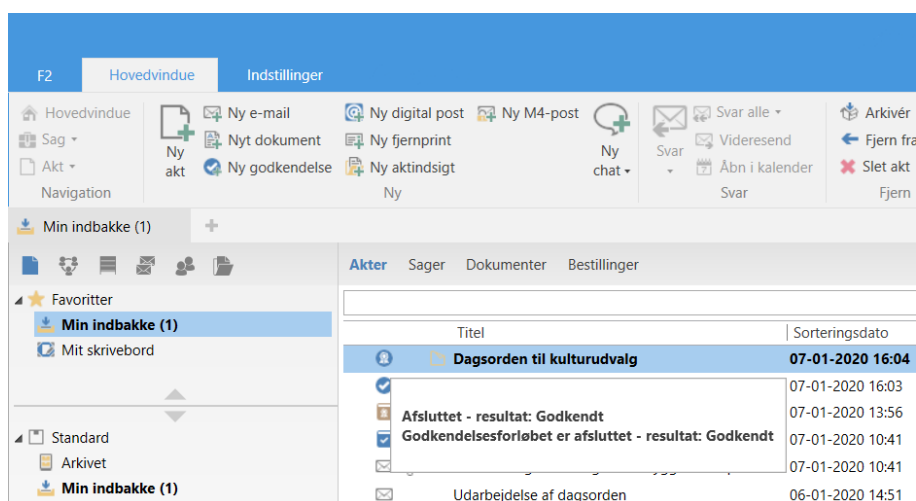 F2 Hovedvindue Indstillinger
Hovedvindue
Sag
Akt
Navigation
Ny akt
Ny e-mail
Nyt dokument
Ny godkendelse
Ny digital post
Ny fjernprint
Ny aktindsigt
Ny M4-post
Ny chat
Ny
Svar
Svar alle
Videresend
Åbn i kalender
Svar
Arkivér
Fjern fra
Slet akt
Fjern
Min indbakke (1)
Akter Sager Dokumenter Bestillinger
Favoritter
Min indbakke (1)
Mit skrivebord
Standard
Arkivet
Min indbakke (1)
Titel Sorteringsdato
Dagsorden til kulturudvalg 07-01-2020 16:04
07-01-2020 16:03
Afsluttet - resultat: Godkendt
07-01-2020 13:56
Godkendelsesforløbet er afsluttet - resultat: Godkendt
07-01-2020 10:41
07-01-2020 10:41
Udarbejdelse af dagsorden 06-01-2020 14:51